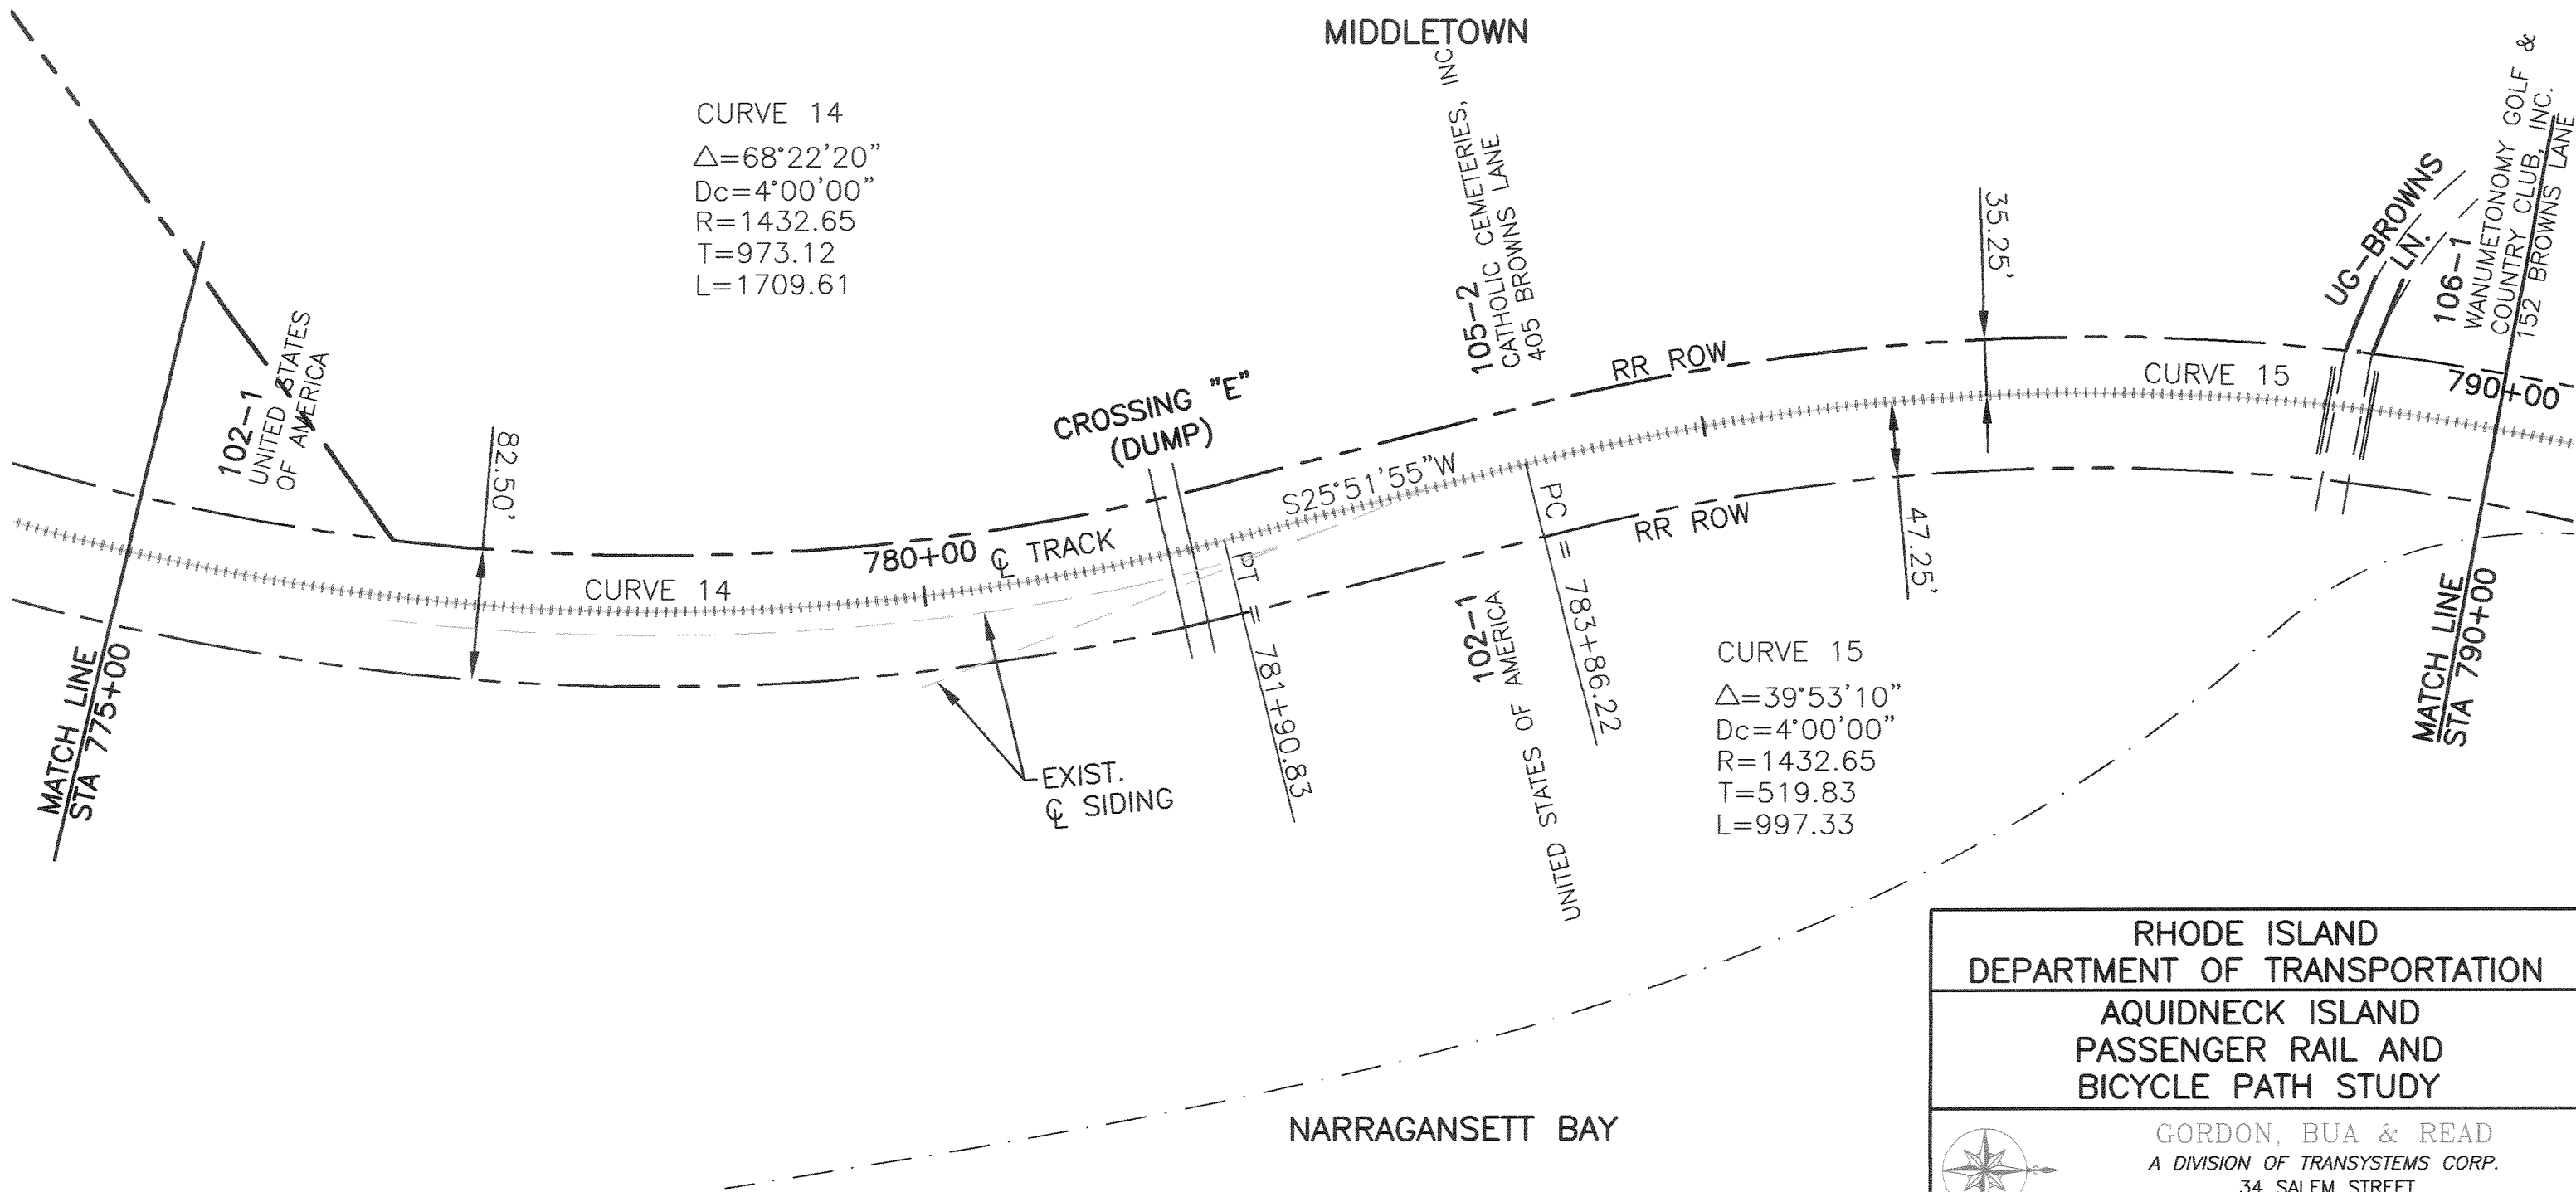 MIDDLETOWN
CURVE 14
△=68°22'20"
Dc=4°00'00"
R=1432.65
T=973.12
L=1709.61
105-2
CATHOLIC CEMETERIES, INC
405 BROWNS LANE
35.25'
UG-BROWNS
LN.
106-1
WANUMETONOMY GOLF &
COUNTRY CLUB, INC.
152 BROWNS LANE
102-1
UNITED STATES
OF AMERICA
82.50'
CROSSING "E"
(DUMP)
RR ROW
CURVE 15
790+00
S25°51'55"W
780+00 ℄ TRACK
CURVE 14
PC = 783+86.22
RR ROW
47.25'
PT = 781+90.83
MATCH LINE
STA 775+00
102-1
UNITED STATES OF AMERICA
MATCH LINE
STA 790+00
CURVE 15
△=39°53'10"
Dc=4°00'00"
R=1432.65
T=519.83
L=997.33
EXIST.
℄ SIDING
NARRAGANSETT BAY
RHODE ISLAND
DEPARTMENT OF TRANSPORTATION
AQUIDNECK ISLAND
PASSENGER RAIL AND
BICYCLE PATH STUDY
GORDON, BUA & READ
A DIVISION OF TRANSYSTEMS CORP.
34 SALEM STREET